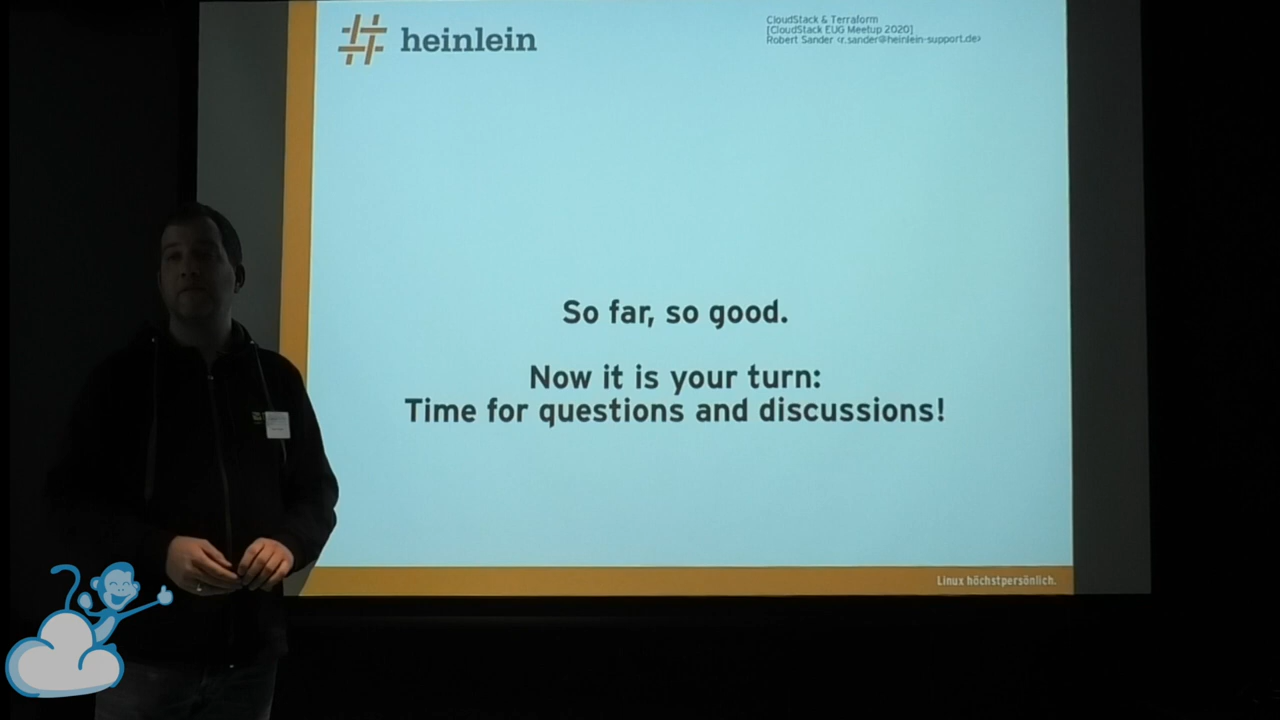 heinlein
CloudStack & Terraform
[CloudStack EUG Meetup 2020]
Robert Sander <r.sander@heinlein-support.de>
So far, so good.
Now it is your turn:
Time for questions and discussions!
Linux höchstpersönlich.